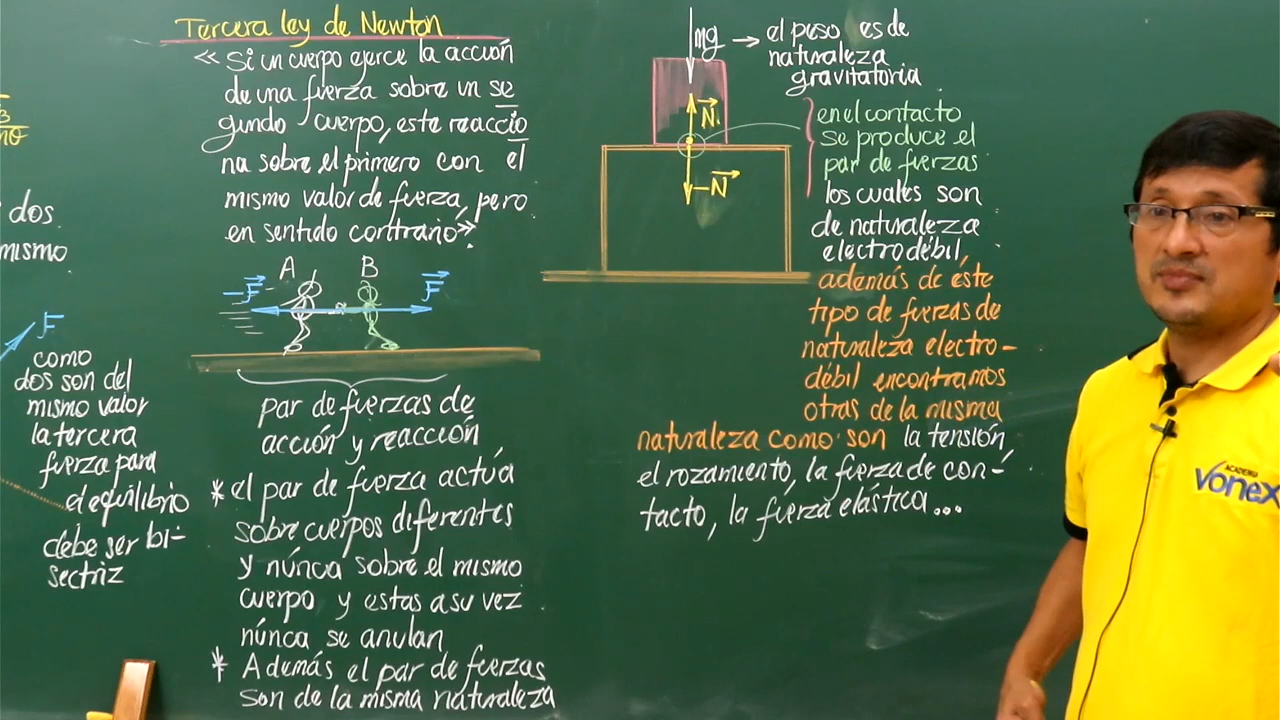 Tercera ley de Newton
« Si un cuerpo ejerce la acción
de una fuerza sobre un se
gundo cuerpo, este reaccio
na sobre el primero con el
mismo valor de fuerza, pero
en sentido contrario»
A B
-F F
par de fuerzas de
acción y reacción
* el par de fuerza actúa
sobre cuerpos diferentes
y núnca sobre el mismo
cuerpo y estas a su vez
núnca se anulan
* Además el par de fuerzas
son de la misma naturaleza
dos
mismo
F
como
dos son del
mismo valor
la tercera
fuerza para
el equilibrio
debe ser bi-
sectriz
mg → el peso es de
naturaleza
gravitatoria
N
-N
en el contacto
se produce el
par de fuerzas
los cuales son
de naturaleza
electrodébil,
además de éste
tipo de fuerzas de
naturaleza electro-
débil encontramos
otras de la misma
naturaleza como son la tensión
el rozamiento, la fuerza de con-
tacto, la fuerza elástica...
ACADEMIA
Vonex